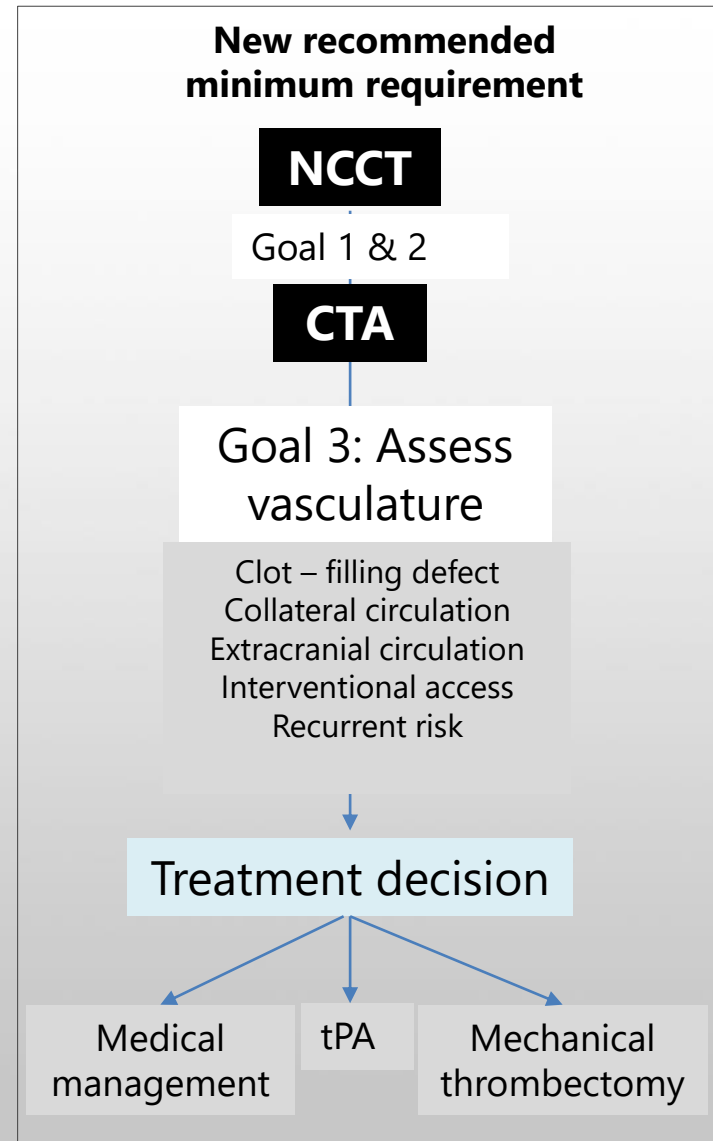 New recommended
minimum requirement
NCCT
Goal 1 & 2
CTA
Goal 3: Assess
vasculature
Clot – filling defect
Collateral circulation
Extracranial circulation
Interventional access
Recurrent risk
Treatment decision
Medical
management
tPA
Mechanical
thrombectomy